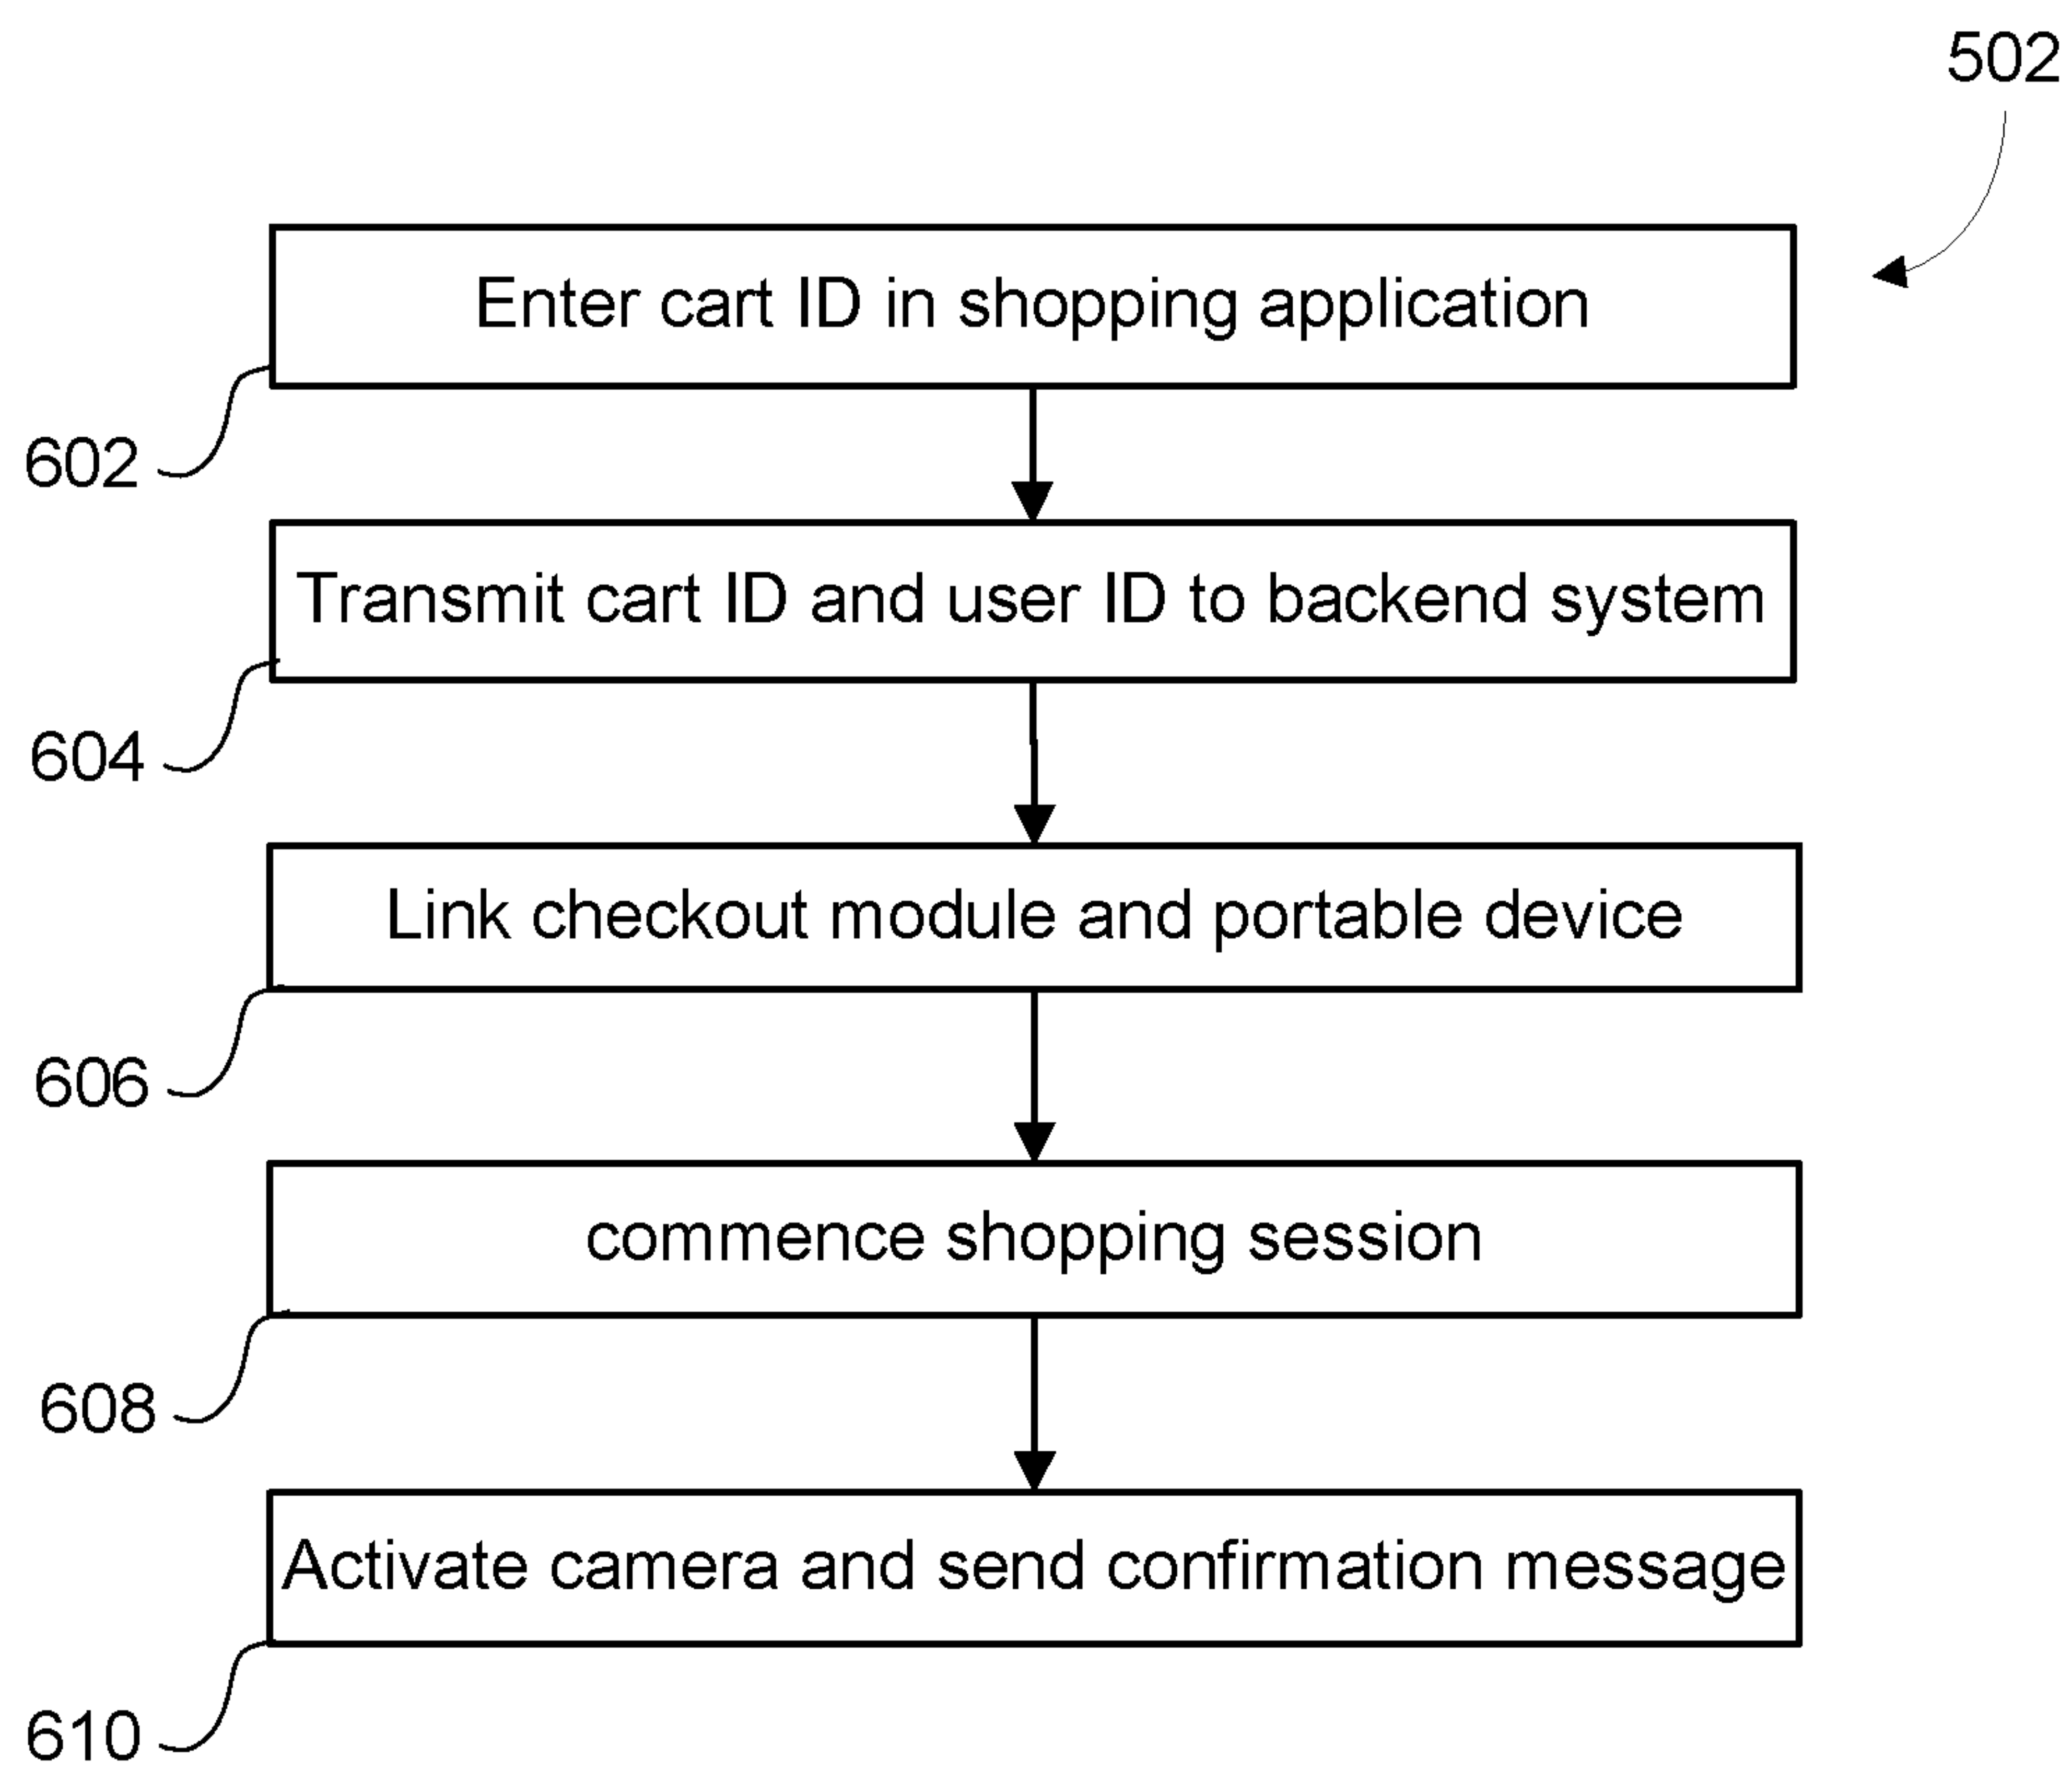 502
Enter cart ID in shopping application
602
Transmit cart ID and user ID to backend system
604
Link checkout module and portable device
606
commence shopping session
608
Activate camera and send confirmation message
610